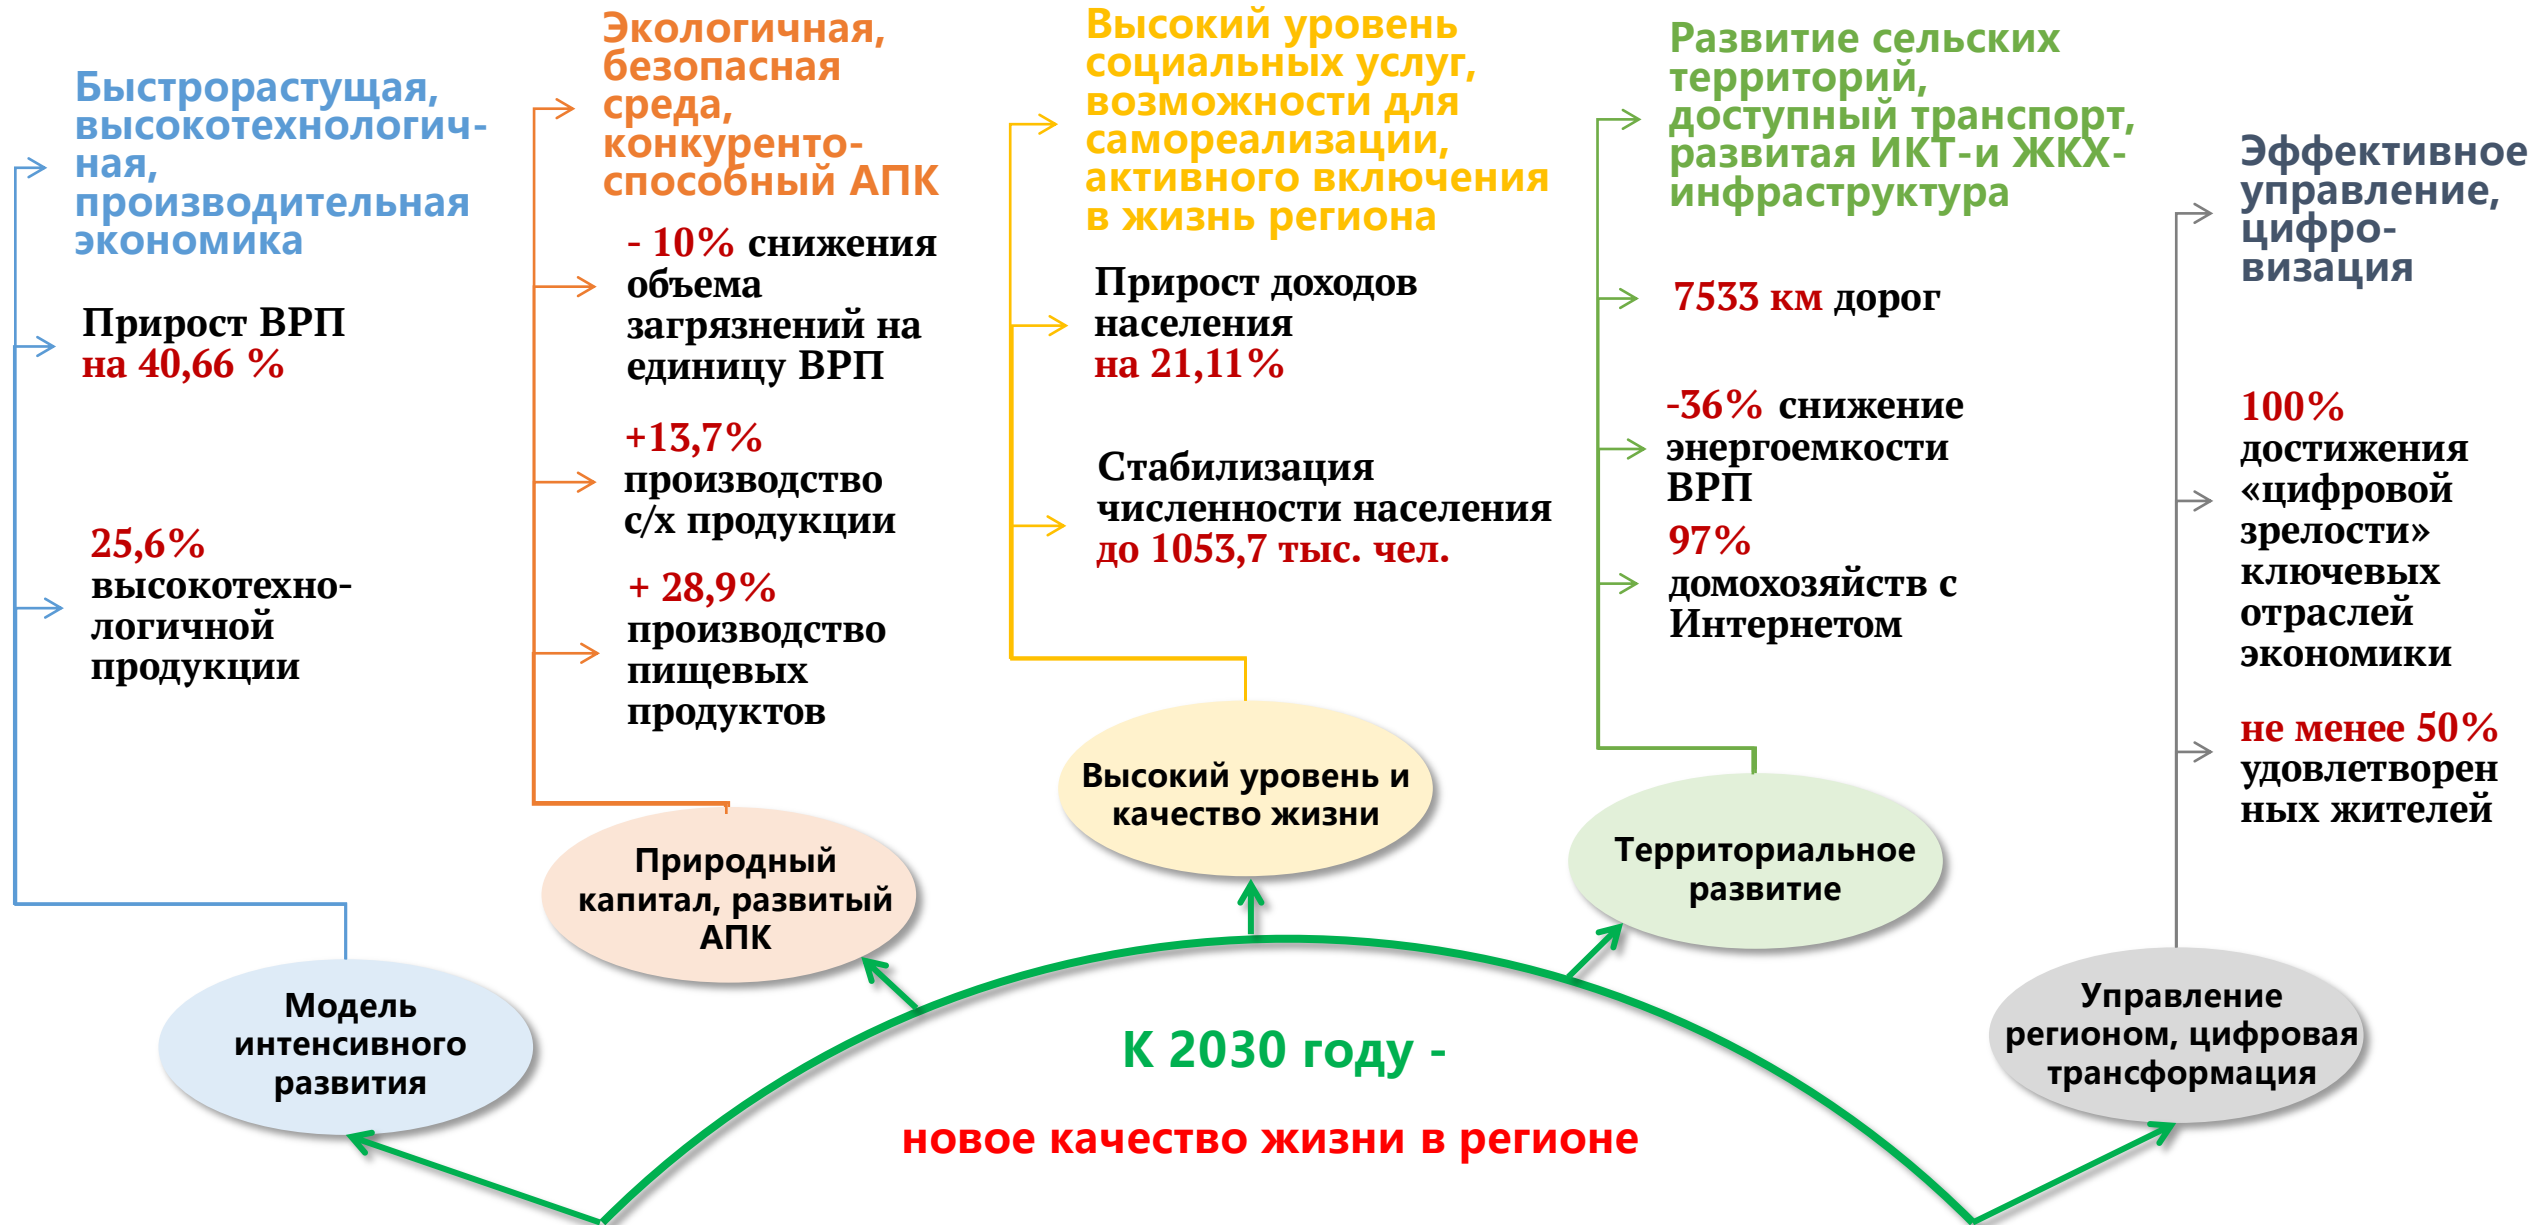 Быстрорастущая,
высокотехнологич-
ная,
производительная
экономика
Прирост ВРП
на 40,66 %
25,6%
высокотехно-
логичной
продукции
Модель
интенсивного
развития
Экологичная,
безопасная
среда,
конкуренто-
способный АПК
- 10% снижения
объема
загрязнений на
единицу ВРП
+13,7%
производство
с/х продукции
+ 28,9%
производство
пищевых
продуктов
Природный
капитал, развитый
АПК
Высокий уровень
социальных услуг,
возможности для
самореализации,
активного включения
в жизнь региона
Прирост доходов
населения
на 21,11%
Стабилизация
численности населения
до 1053,7 тыс. чел.
Высокий уровень и
качество жизни
Развитие сельских
территорий,
доступный транспорт,
развитая ИКТ-и ЖКХ-
инфраструктура
7533 км дорог
-36% снижение
энергоемкости
ВРП
97%
домохозяйств с
Интернетом
Территориальное
развитие
Эффективное
управление,
цифро-
визация
100%
достижения
«цифровой
зрелости»
ключевых
отраслей
экономики
не менее 50%
удовлетворен
ных жителей
Управление
регионом, цифровая
трансформация
К 2030 году -
новое качество жизни в регионе